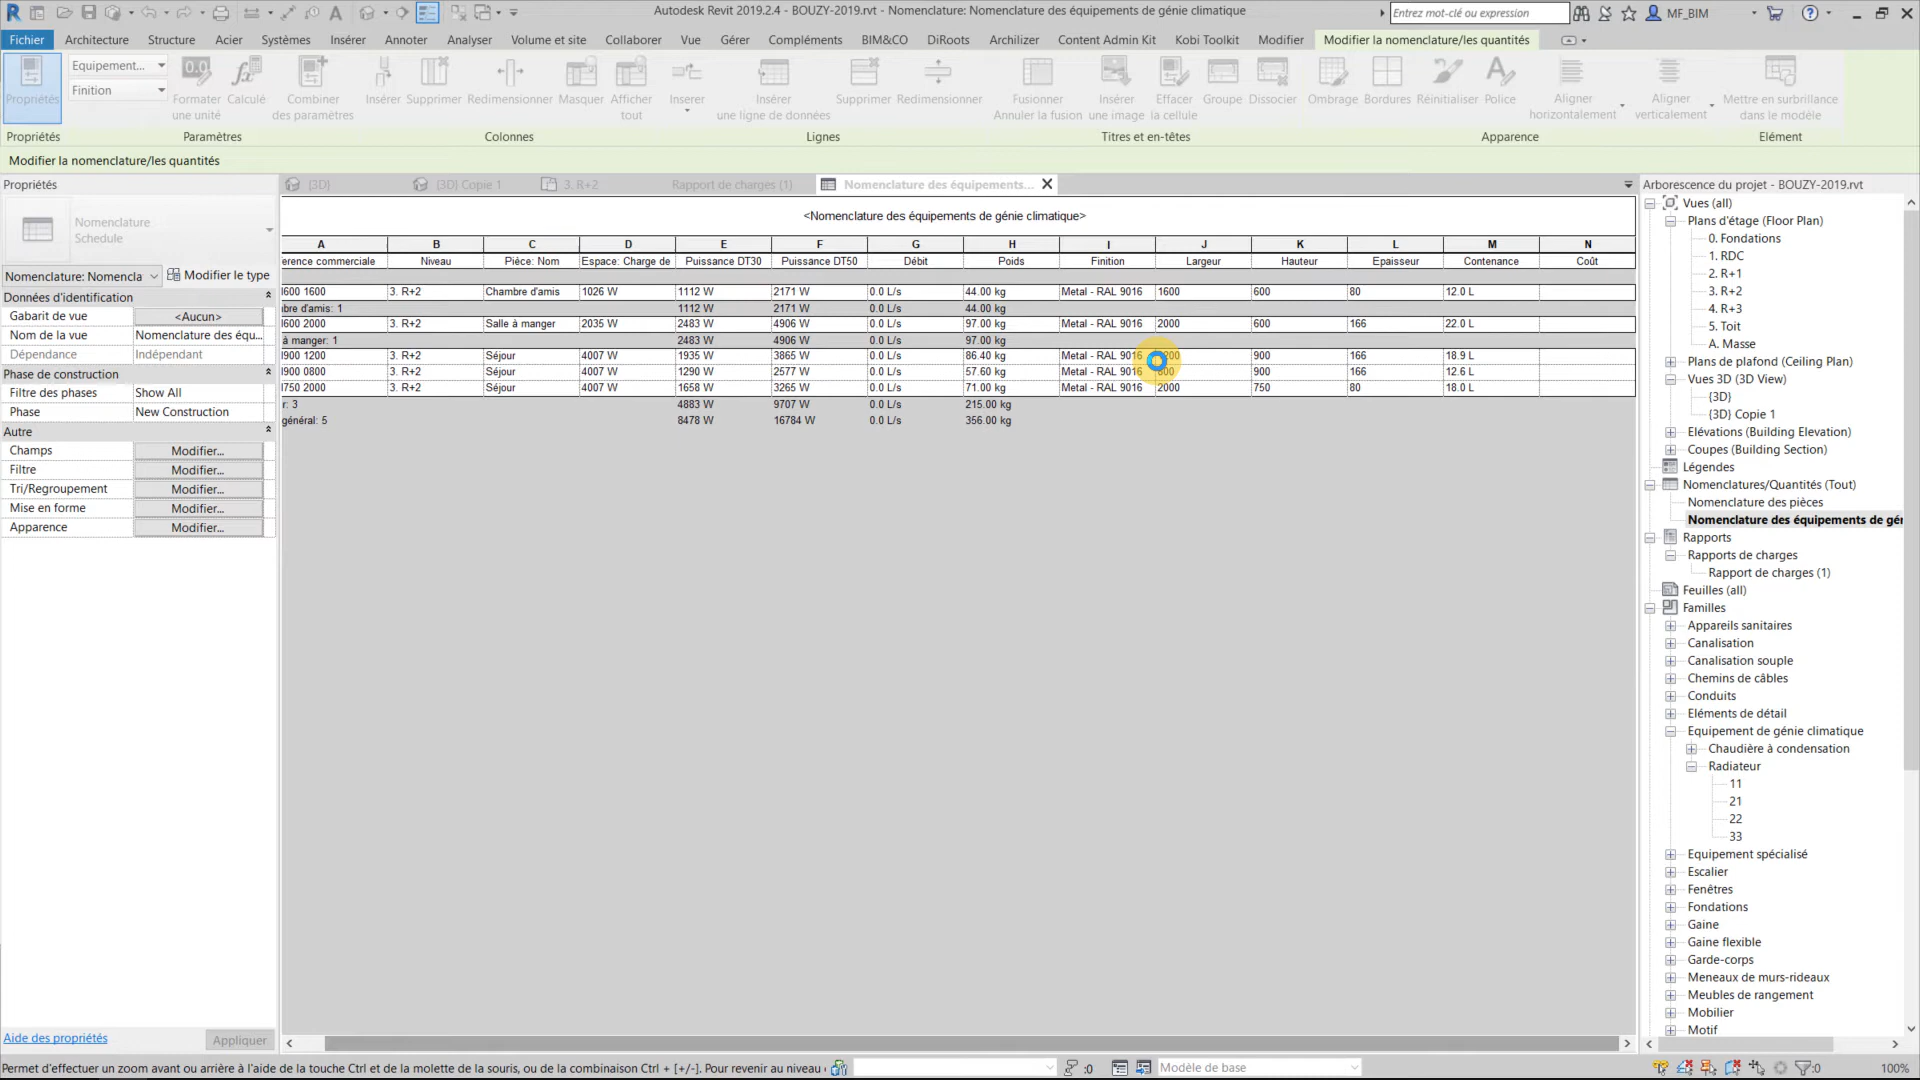 Autodesk Revit 2019.2.4 - BOUZY-2019.rvt - Nomenclature: Nomenclature des équipements de génie climatique
Entrez mot-clé ou expression
MF_BIM
Fichier Architecture Structure Acier Systèmes Insérer Annoter Analyser Volume et site Collaborer Vue Gérer Compléments BIM&CO DiRoots Archilizer Content Admin Kit Kobi Toolkit Modifier Modifier la nomenclature/les quantités
Propriétés
Equipement...
Finition
Formater une unité
Calculé
Combiner des paramètres
Insérer Supprimer Redimensionner Masquer Afficher tout
Insérer
Insérer une ligne de données
Supprimer Redimensionner
Fusionner Annuler la fusion
Insérer une image
Effacer la cellule
Groupe Dissocier
Ombrage Bordures Réinitialiser Police
Aligner horizontalement
Aligner verticalement
Mettre en surbrillance dans le modèle
Propriétés Paramètres Colonnes Lignes Titres et en-têtes Apparence Elément
Modifier la nomenclature/les quantités
Propriétés
Nomenclature
Schedule
Nomenclature: Nomencla
Modifier le type
Données d'identification
Gabarit de vue <Aucun>
Nom de la vue Nomenclature des équ...
Dépendance Indépendant
Phase de construction
Filtre des phases Show All
Phase New Construction
Autre
Champs Modifier...
Filtre Modifier...
Tri/Regroupement Modifier...
Mise en forme Modifier...
Apparence Modifier...
Aide des propriétés
Appliquer
{3D} {3D} Copie 1 3. R+2 Rapport de charges (1) Nomenclature des équipements...
<Nomenclature des équipements de génie climatique>
A B C D E F G H I J K L M N
erence commerciale Niveau Pièce: Nom Espace: Charge de Puissance DT30 Puissance DT50 Débit Poids Finition Largeur Hauteur Epaisseur Contenance Coût
I600 1600 3. R+2 Chambre d'amis 1026 W 1112 W 2171 W 0.0 L/s 44.00 kg Metal - RAL 9016 1600 600 80 12.0 L
bre d'amis: 1 1112 W 2171 W 0.0 L/s 44.00 kg
I600 2000 3. R+2 Salle à manger 2035 W 2483 W 4906 W 0.0 L/s 97.00 kg Metal - RAL 9016 2000 600 166 22.0 L
à manger: 1 2483 W 4906 W 0.0 L/s 97.00 kg
I900 1200 3. R+2 Séjour 4007 W 1935 W 3865 W 0.0 L/s 86.40 kg Metal - RAL 9016 900 166 18.9 L
I900 0800 3. R+2 Séjour 4007 W 1290 W 2577 W 0.0 L/s 57.60 kg Metal - RAL 9016 900 166 12.6 L
I750 2000 3. R+2 Séjour 4007 W 1658 W 3265 W 0.0 L/s 71.00 kg Metal - RAL 9016 2000 750 80 18.0 L
r: 3 4883 W 9707 W 0.0 L/s 215.00 kg
général: 5 8478 W 16784 W 0.0 L/s 356.00 kg
Arborescence du projet - BOUZY-2019.rvt
Vues (all)
Plans d'étage (Floor Plan)
0. Fondations
1. RDC
2. R+1
3. R+2
4. R+3
5. Toit
A. Masse
Plans de plafond (Ceiling Plan)
Vues 3D (3D View)
{3D}
{3D} Copie 1
Elévations (Building Elevation)
Coupes (Building Section)
Légendes
Nomenclatures/Quantités (Tout)
Nomenclature des pièces
Nomenclature des équipements de gé
Rapports
Rapports de charges
Rapport de charges (1)
Feuilles (all)
Familles
Appareils sanitaires
Canalisation
Canalisation souple
Chemins de câbles
Conduits
Eléments de détail
Equipement de génie climatique
Chaudière à condensation
Radiateur
11
21
22
33
Equipement spécialisé
Escalier
Fenêtres
Fondations
Gaine
Gaine flexible
Garde-corps
Meneaux de murs-rideaux
Meubles de rangement
Mobilier
Motif
Permet d'effectuer un zoom avant ou arrière à l'aide de la touche Ctrl et de la molette de la souris, ou de la combinaison Ctrl + [+/-]. Pour revenir au niveau
:0
Modèle de base
:0
100%